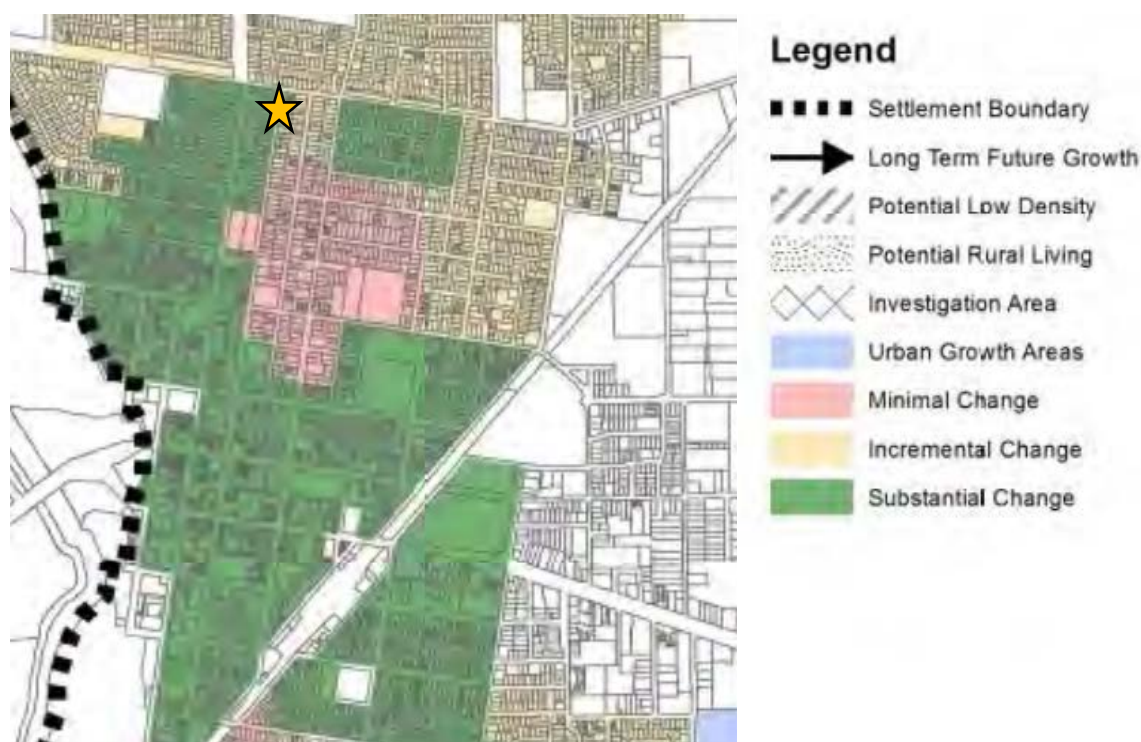 Legend
Settlement Boundary
Long Term Future Growth
Potential Low Density
Potential Rural Living
Investigation Area
Urban Growth Areas
Minimal Change
Incremental Change
Substantial Change